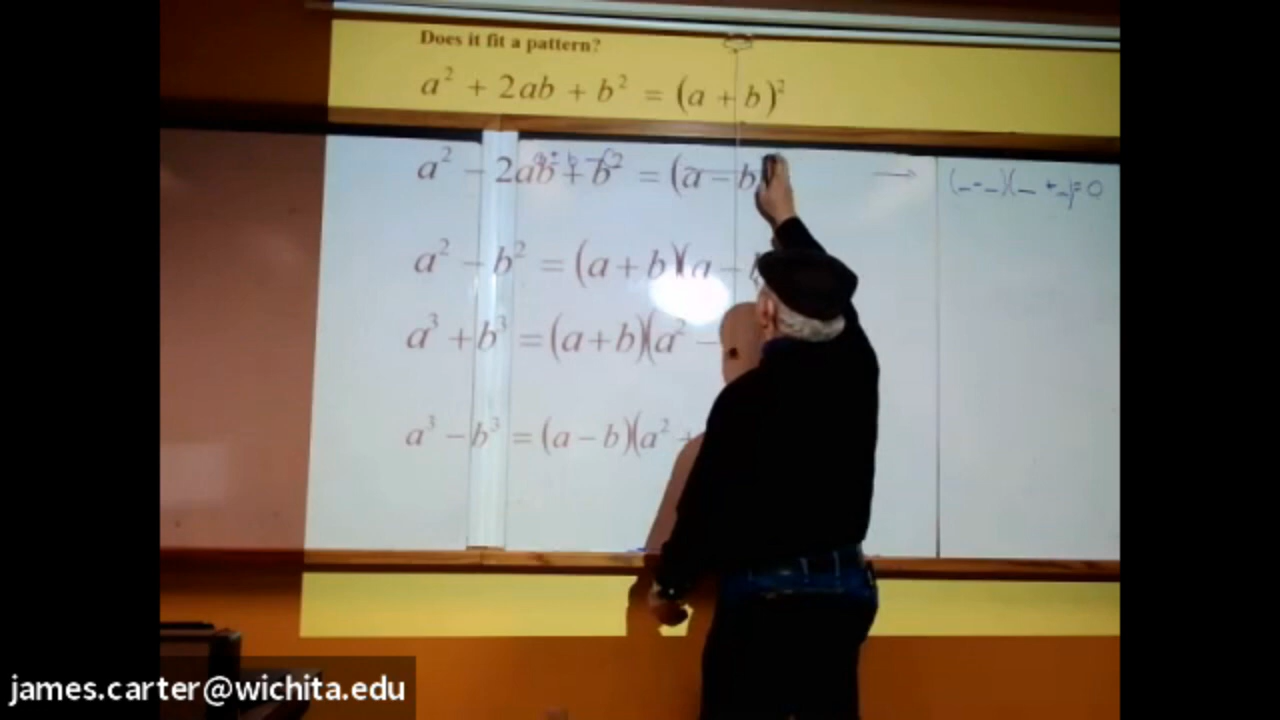 Does it fit a pattern?
a² + 2ab + b² = (a + b)²
a² − 2ab + b² = (a − b)
→ (_ - _)(_ + _) = 0
a² − b² = (a + b)(a −
a³ + b³ = (a + b)(a² −
a³ − b³ = (a − b)(a² +
james.carter@wichita.edu